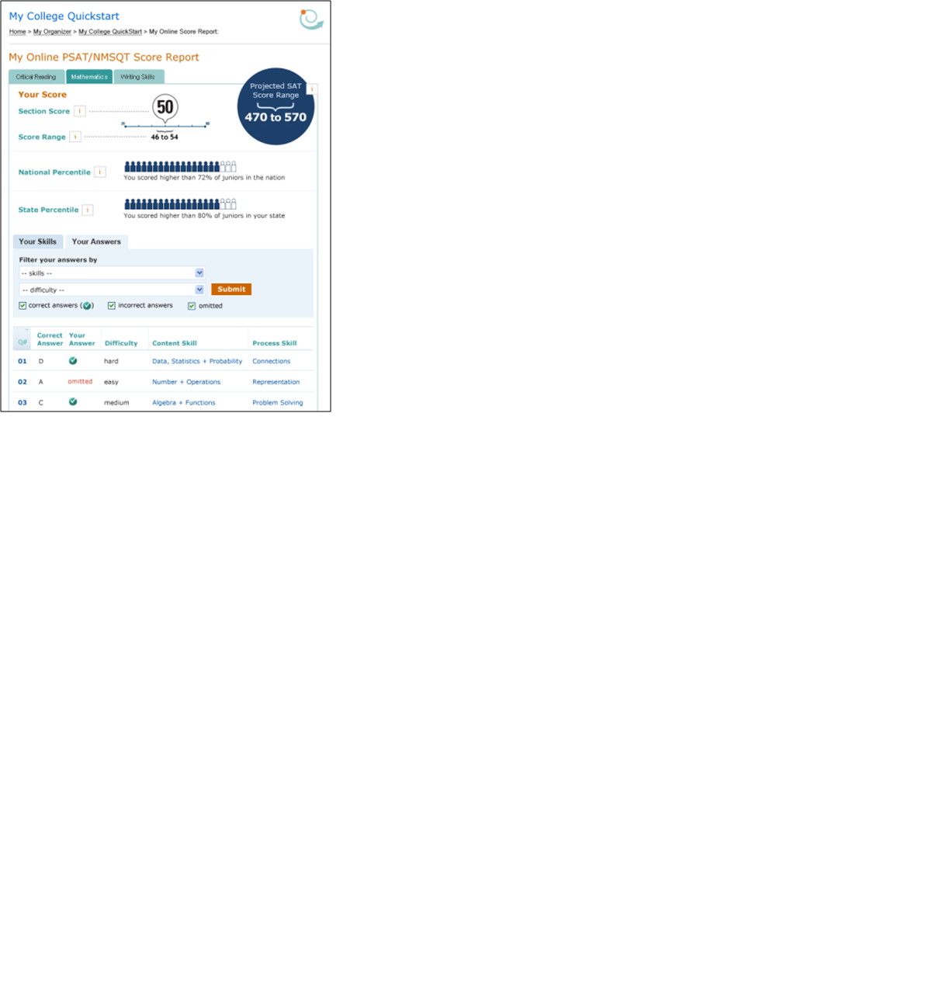 My College Quickstart
Home > My Organizer > My College QuickStart > My Online Score Report:
My Online PSAT/NMSQT Score Report
Critical Reading Mathematics Writing Skills
Your Score
Projected SAT
Score Range
470 to 570
i
Section Score i 50
20 80
Score Range i 46 to 54
National Percentile i
You scored higher than 72% of juniors in the nation
State Percentile i
You scored higher than 80% of juniors in your state
Your Skills Your Answers
Filter your answers by
-- skills --
-- difficulty -- Submit
correct answers ( ) incorrect answers omitted
Q# Correct Answer Your Answer Difficulty Content Skill Process Skill
01 D hard Data, Statistics + Probability Connections
02 A omitted easy Number + Operations Representation
03 C medium Algebra + Functions Problem Solving